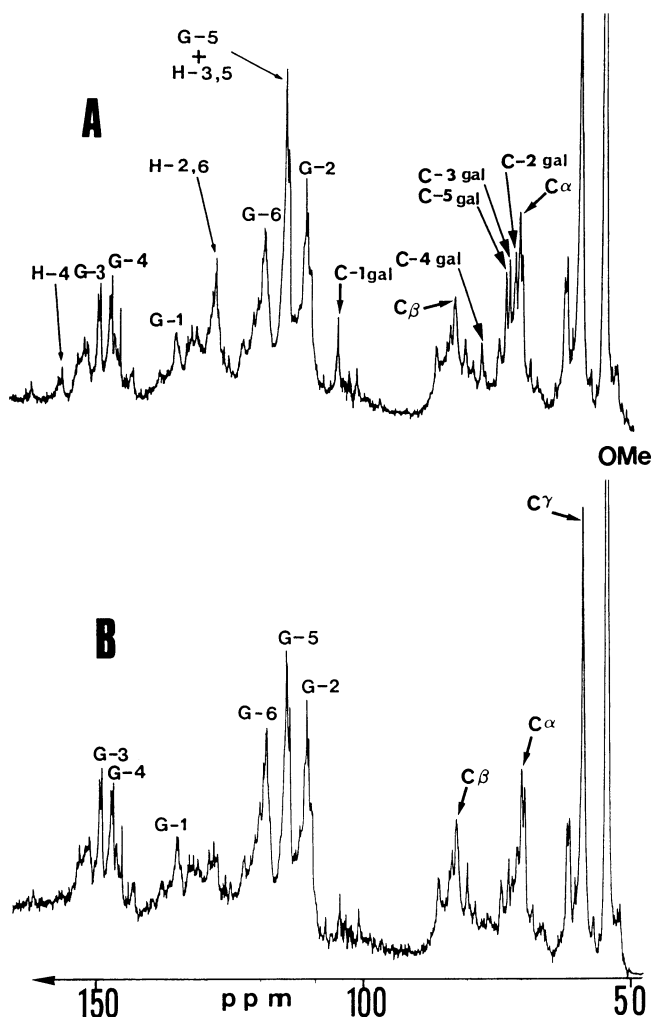 A
G-5
+
H-3,5
H-2,6
G-2
G-6
C-3 gal
C-2 gal
C-5 gal
Cα
C-1gal
C-4 gal
Cβ
H-4
G-3
G-4
G-1
OMe
Cγ
B
G-5
G-2
G-6
Cα
G-3
G-4
Cβ
G-1
150
ppm
100
50